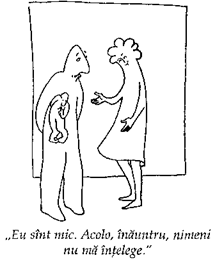 „Eu sînt mic. Acolo, înăuntru, nimeni
nu mă înțelege.”